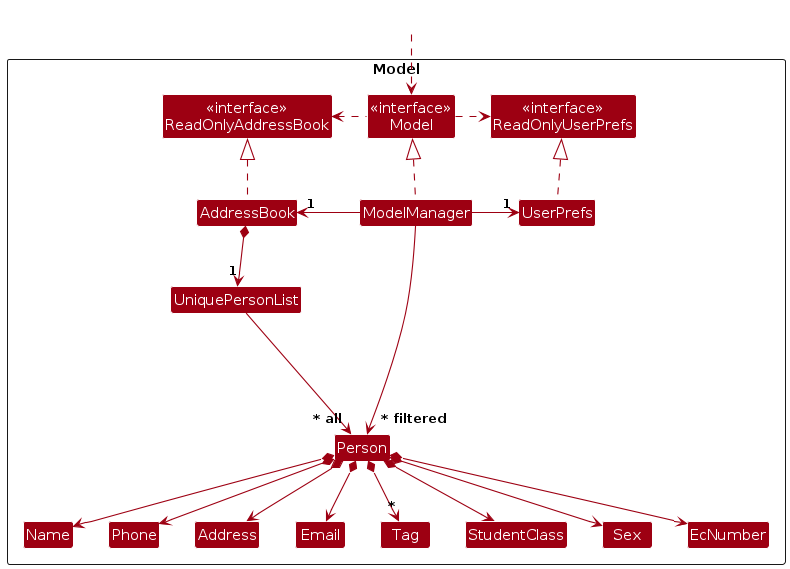 Model
«interface»
ReadOnlyAddressBook
«interface»
Model
«interface»
ReadOnlyUserPrefs
AddressBook
1
ModelManager
1
UserPrefs
1
UniquePersonList
* all
* filtered
Person
*
Name
Phone
Address
Email
Tag
StudentClass
Sex
EcNumber